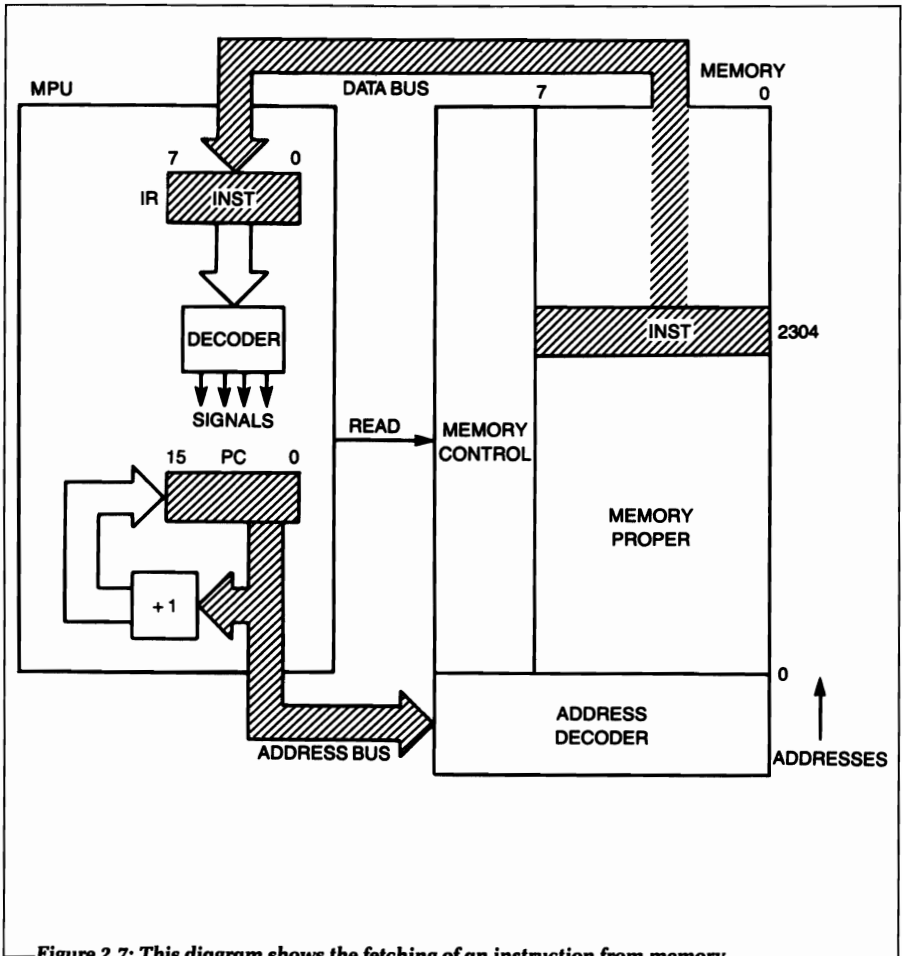 MEMORY
MPU
DATA BUS
7 0
7 0
IR INST
DECODER
SIGNALS
INST 2304
READ
MEMORY
CONTROL
15 PC 0
MEMORY
PROPER
+1
0
ADDRESS
DECODER
ADDRESS BUS
ADDRESSES
Figure 2.7: This diagram shows the fetching of an instruction from memory.